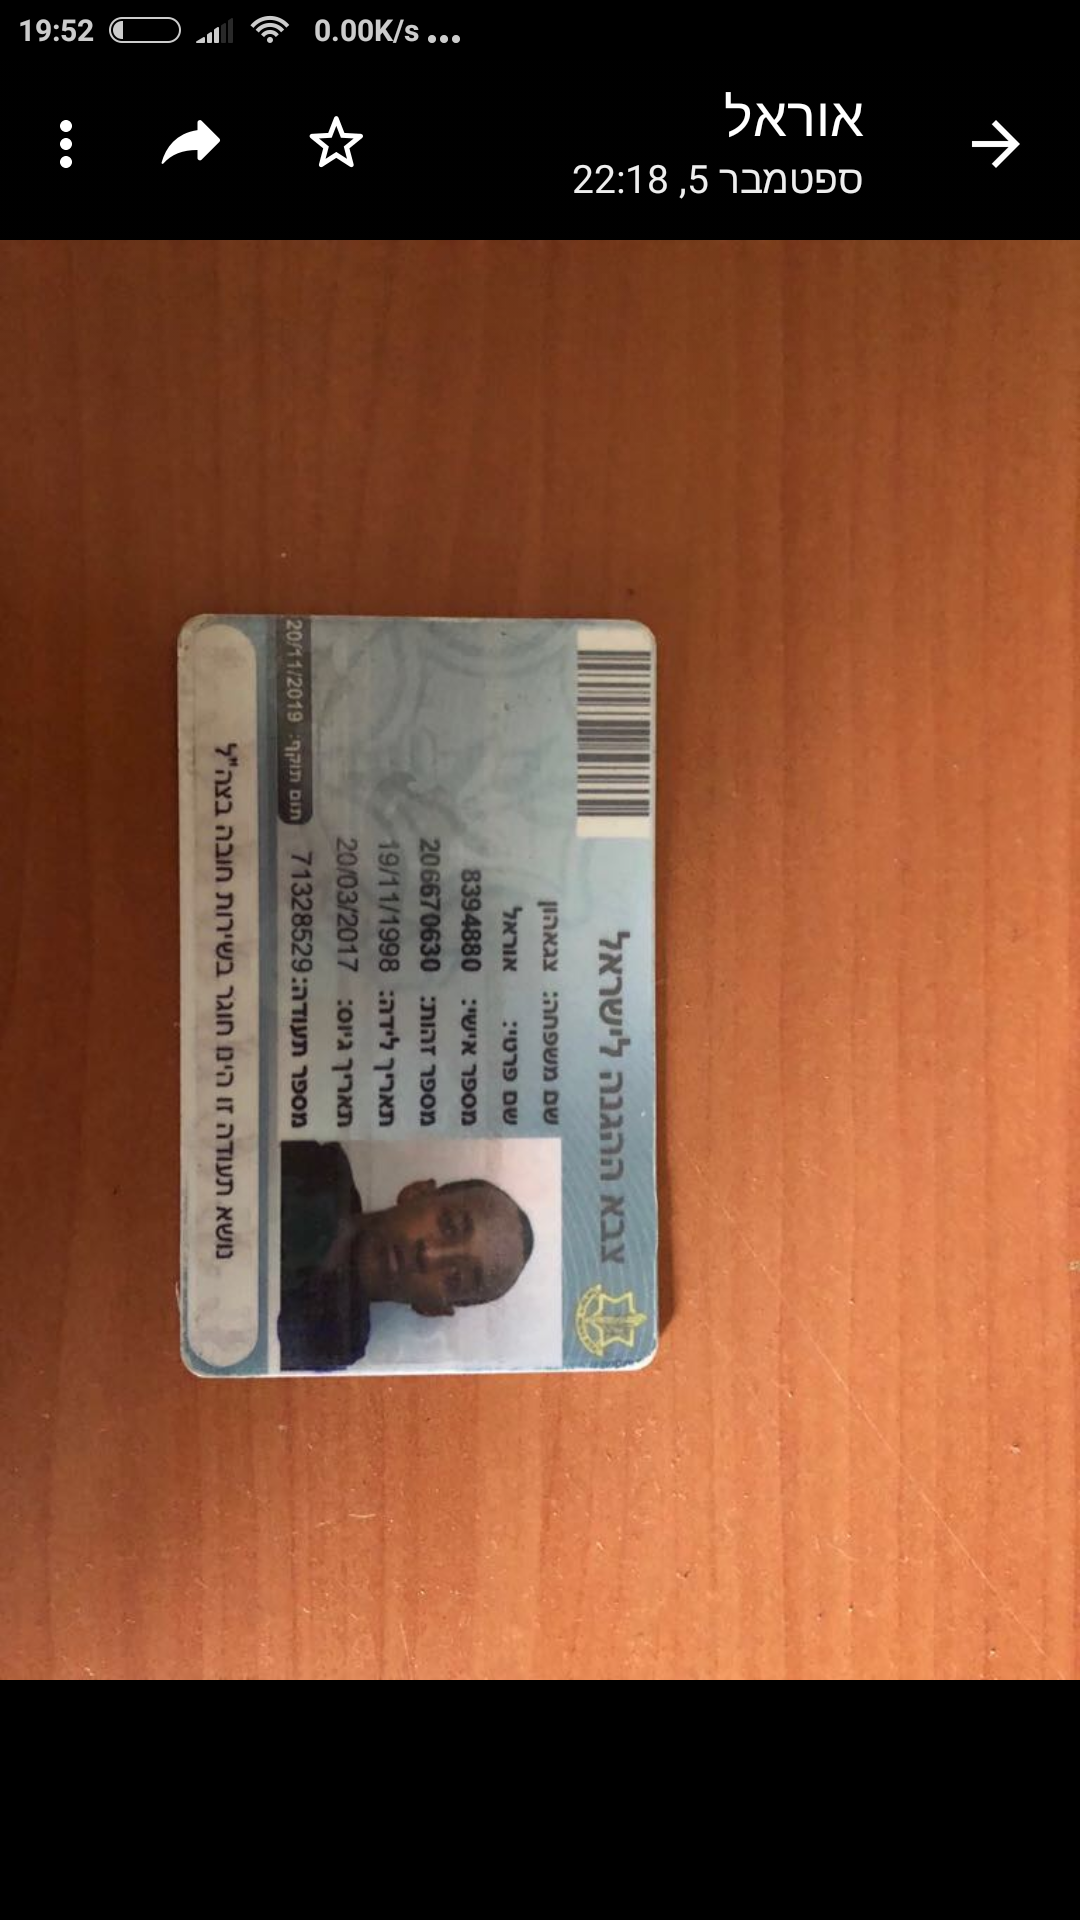 19:52 0.00K/s ...
אוראל
ספטמבר 5, 22:18
צבא ההגנה לישראל
שם משפחה: צגאהון
שם פרטי: אוראל
מספר אישי: 8394880
מספר זהות: 206670630
תאריך לידה: 19/11/1998
תאריך גיוס: 20/03/2017
מספר תעודה: 71328529
תום תוקף: 20/11/2019
נושא תעודה זו הינו חוגר בשירות חובה בצה"ל